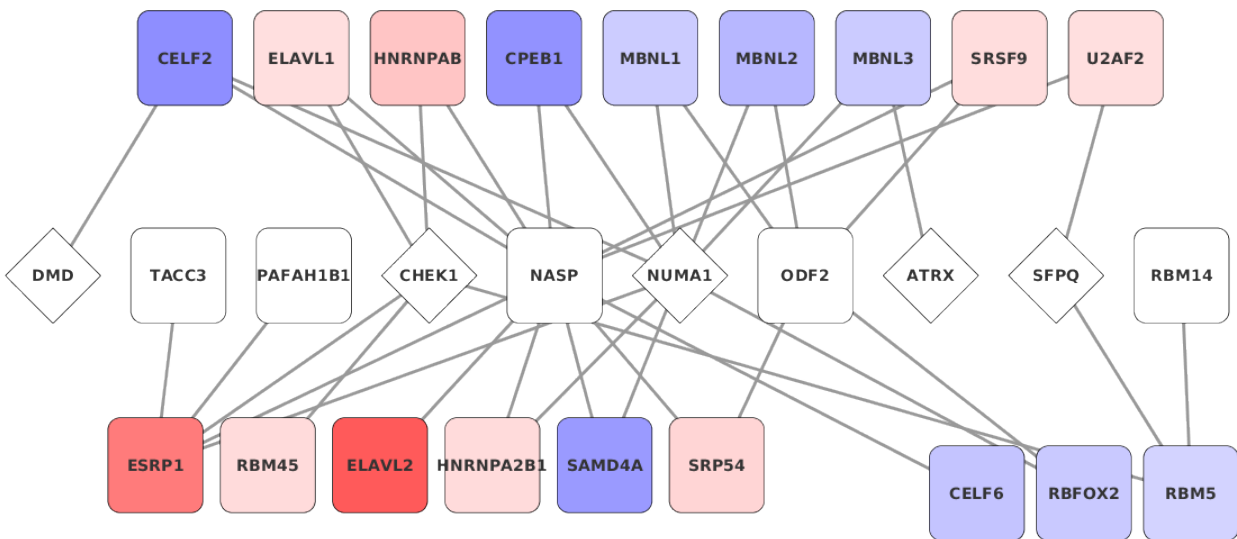 CELF2 ELAVL1 HNRNPAB CPEB1 MBNL1 MBNL2 MBNL3 SRSF9 U2AF2
DMD TACC3 PAFAH1B1 CHEK1 NASP NUMA1 ODF2 ATRX SFPQ RBM14
ESRP1 RBM45 ELAVL2 HNRNPA2B1 SAMD4A SRP54
CELF6 RBFOX2 RBM5